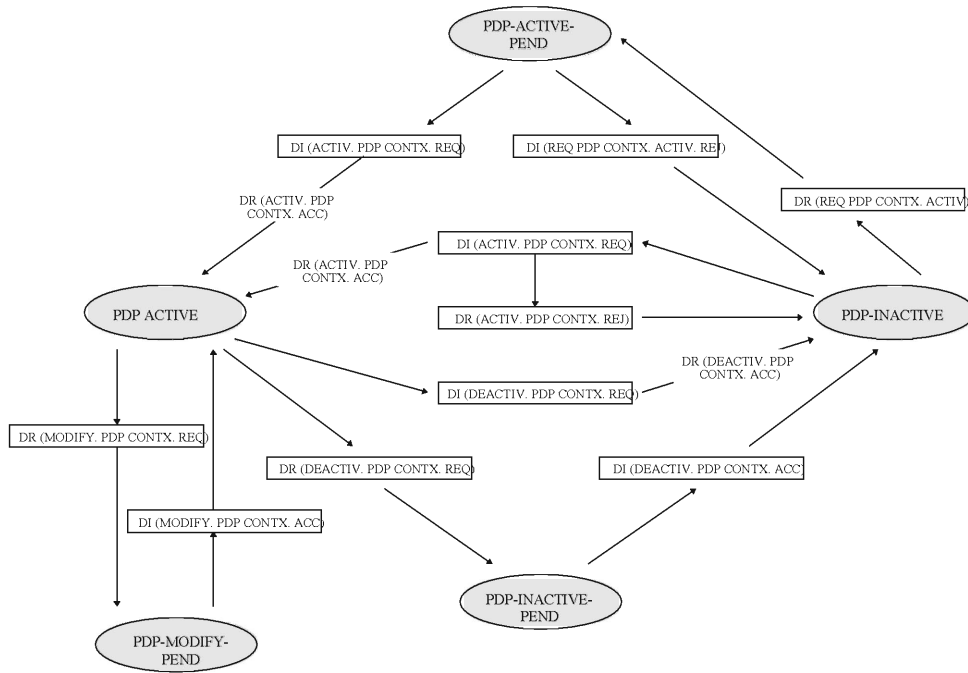 PDP-ACTIVE-
PEND
DI (ACTIV. PDP CONTX. REQ)
DI (REQ PDP CONTX. ACTIV. REJ)
DR (ACTIV. PDP
CONTX. ACC)
DR (REQ PDP CONTX. ACTIV)
DI (ACTIV. PDP CONTX. REQ)
DR (ACTIV. PDP
CONTX. ACC)
PDP ACTIVE
DR (ACTIV. PDP CONTX. REJ)
PDP-INACTIVE
DR (DEACTIV. PDP
CONTX. ACC)
DI (DEACTIV. PDP CONTX. REQ)
DR (MODIFY. PDP CONTX. REQ)
DR (DEACTIV. PDP CONTX. REQ)
DI (DEACTIV. PDP CONTX. ACC)
DI (MODIFY. PDP CONTX. ACC)
PDP-INACTIVE-
PEND
PDP-MODIFY-
PEND